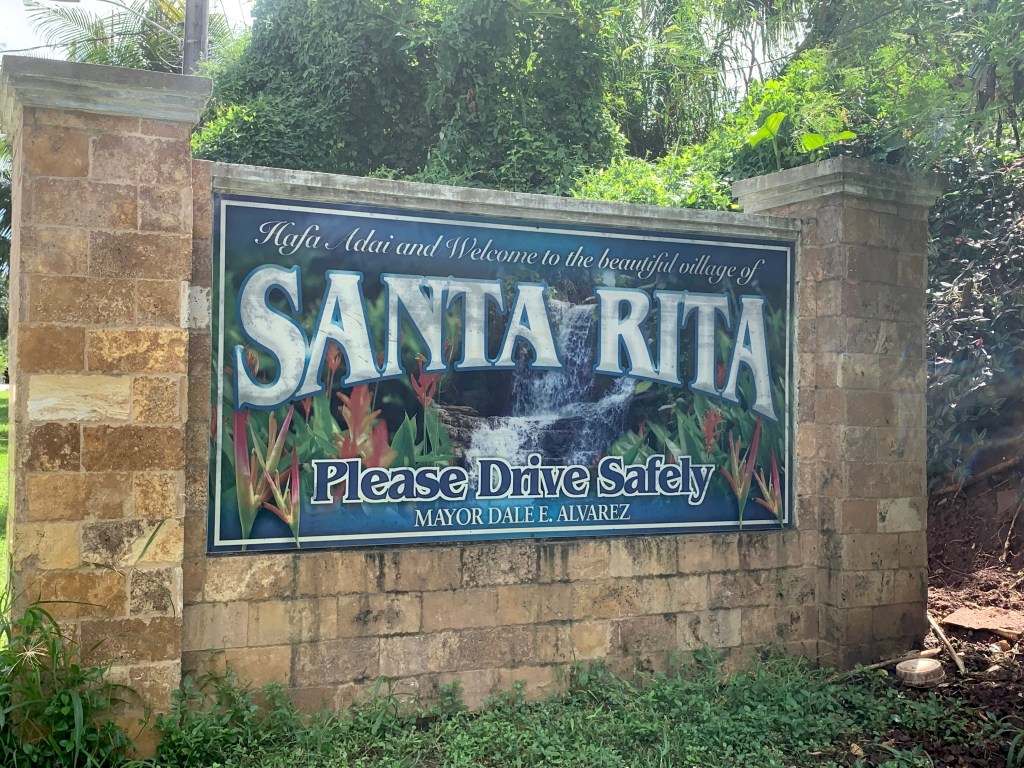 Hafa Adai and Welcome to the beautiful village of
SANTA RITA
Please Drive Safely
MAYOR DALE E. ALVAREZ